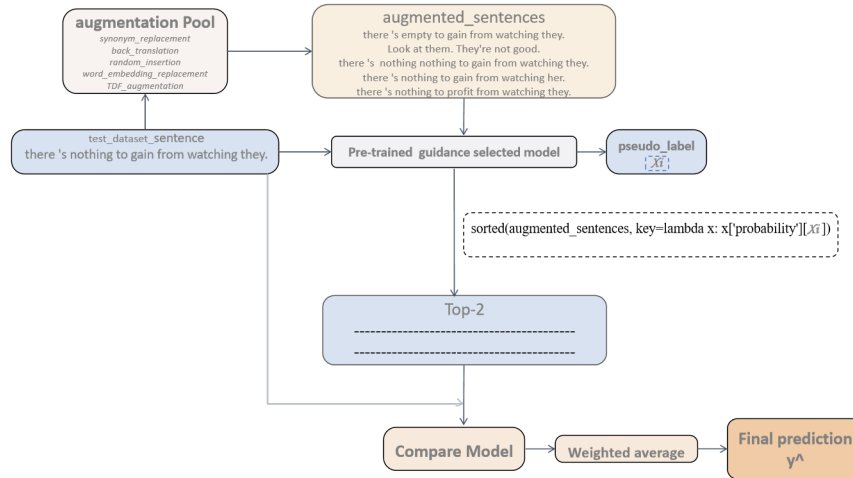 augmentation Pool
synonym_replacement
back_translation
random_insertion
word_embedding_replacement
TDF_augmentation
augmented_sentences
there 's empty to gain from watching they.
Look at them. They're not good.
there 's nothing nothing to gain from watching they.
there 's nothing to gain from watching her.
there 's nothing to profit from watching they.
test_dataset_sentence
there 's nothing to gain from watching they.
Pre-trained guidance selected model
pseudo_label
x̃i
sorted(augmented_sentences, key=lambda x: x['probability'][x̃i])
Top-2
Compare Model
Weighted average
Final prediction
y^